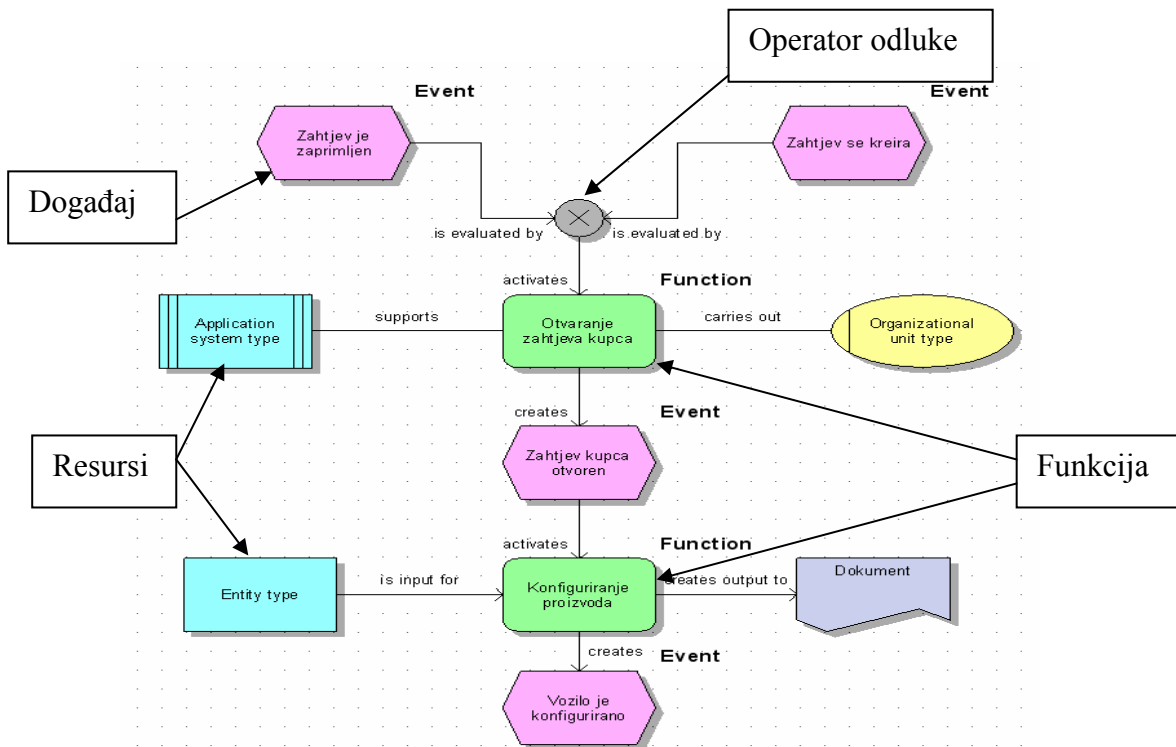 Operator odluke
Event
Event
Zahtjev je
zaprimljen
Zahtjev se kreira
Događaj
is evaluated by
is evaluated by
activates
Function
Application
system type
supports
Otvaranje
zahtjeva kupca
carries out
Organizational
unit type
creates
Event
Resursi
Zahtjev kupca
otvoren
Funkcija
activates
Function
Entity type
is input for
Konfiguriranje
proizvoda
creates output to
Dokument
creates
Event
Vozilo je
konfigurirano